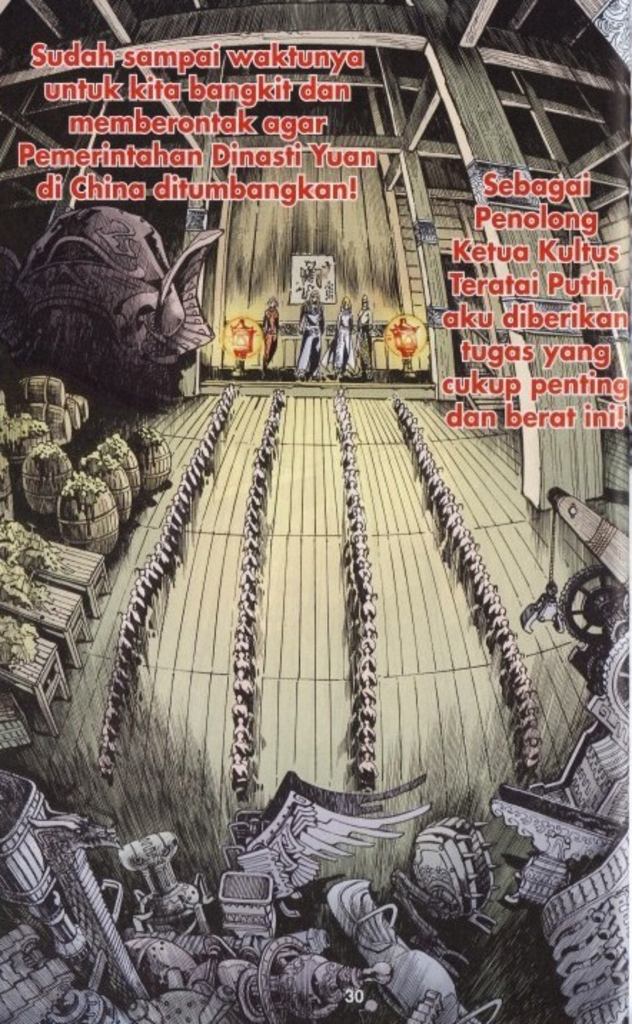 Sudah sampai waktunya
untuk kita bangkit dan
memberontak agar
Pemerintahan Dinasti Yuan
di China ditumbangkan!
Sebagai
Penolong
Ketua Kultus
Teratai Putih,
aku diberikan
tugas yang
cukup penting
dan berat ini!
30